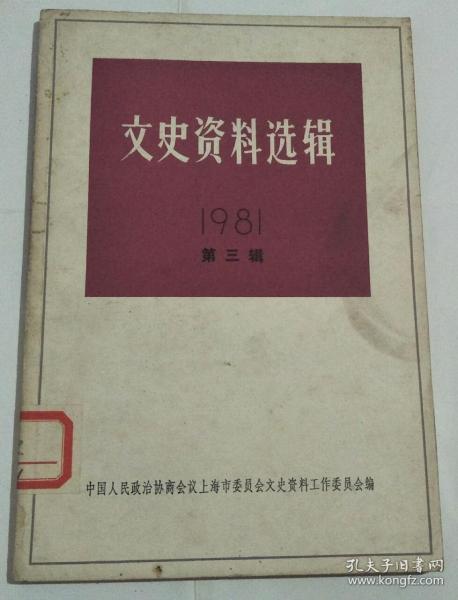 文史资料选辑
1981
第三辑
中国人民政治协商会议上海市委员会文史资料工作委员会编
孔夫子旧书网
www.kongfz.com